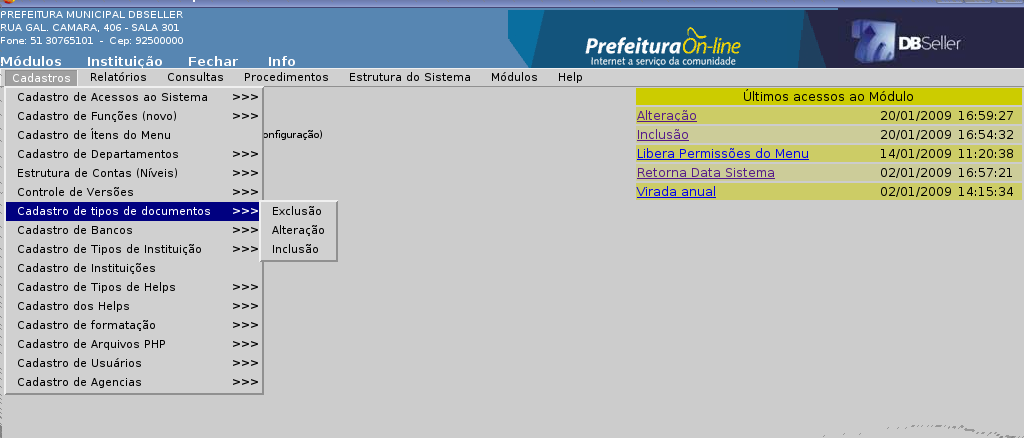 PREFEITURA MUNICIPAL DBSELLER
RUA GAL. CAMARA, 406 - SALA 301
Fone: 51 30765101 - Cep: 92500000
Prefeitura On-line
Internet a serviço da comunidade
DBSeller
Módulos Instituição Fechar Info
Cadastros Relatórios Consultas Procedimentos Estrutura do Sistema Módulos Help
Cadastro de Acessos ao Sistema >>>
Cadastro de Funções (novo) >>>
Cadastro de Ítens do Menu
Cadastro de Departamentos >>>
Estrutura de Contas (Níveis) >>>
Controle de Versões >>>
Cadastro de tipos de documentos >>>
Cadastro de Bancos >>>
Cadastro de Tipos de Instituição >>>
Cadastro de Instituições
Cadastro de Tipos de Helps >>>
Cadastro dos Helps >>>
Cadastro de formatação >>>
Cadastro de Arquivos PHP >>>
Cadastro de Usuários >>>
Cadastro de Agencias >>>
Exclusão
Alteração
Inclusão
onfiguração)
Últimos acessos ao Módulo
Alteração 20/01/2009 16:59:27
Inclusão 20/01/2009 16:54:32
Libera Permissões do Menu 14/01/2009 11:20:38
Retorna Data Sistema 02/01/2009 16:57:21
Virada anual 02/01/2009 14:15:34